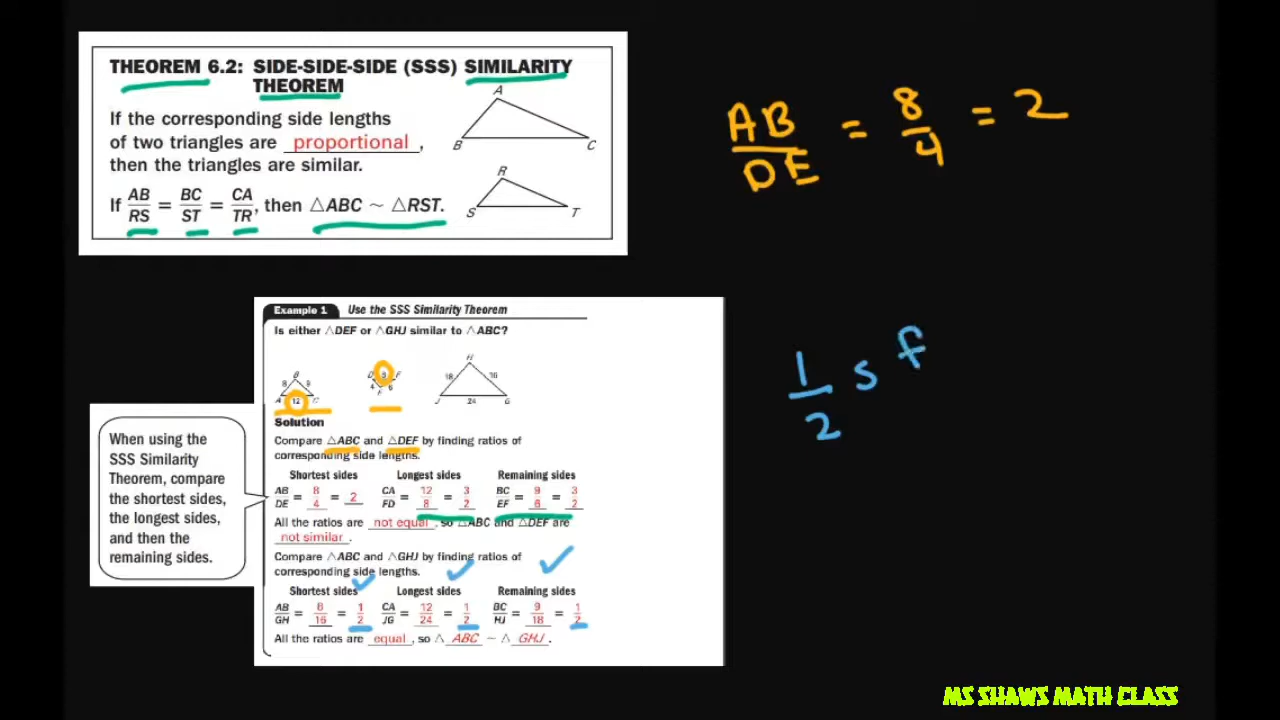 THEOREM 6.2: SIDE-SIDE-SIDE (SSS) SIMILARITY
THEOREM
If the corresponding side lengths
of two triangles are proportional,
then the triangles are similar.
If AB/RS = BC/ST = CA/TR, then △ABC ~ △RST.
A
B
C
R
S
T
AB/DE = 8/4 = 2
Example 1 Use the SSS Similarity Theorem
Is either △DEF or △GHJ similar to △ABC?
B
8 9
A 12 C
D F
4 6
H
18 16
J 24 G
Solution
Compare △ABC and △DEF by finding ratios of
corresponding side lengths.
Shortest sides Longest sides Remaining sides
AB/DE = 8/4 = 2 CA/FD = 12/8 = 3/2 BC/EF = 9/6 = 3/2
All the ratios are not equal, so △ABC and △DEF are
not similar.
Compare △ABC and △GHJ by finding ratios of
corresponding side lengths.
Shortest sides Longest sides Remaining sides
AB/GH = 8/16 = 1/2 CA/JG = 12/24 = 1/2 BC/HJ = 9/18 = 1/2
All the ratios are equal, so △ ABC ~ △ GHJ.
When using the
SSS Similarity
Theorem, compare
the shortest sides,
the longest sides,
and then the
remaining sides.
1/2 s f
MS SHAWS MATH CLASS